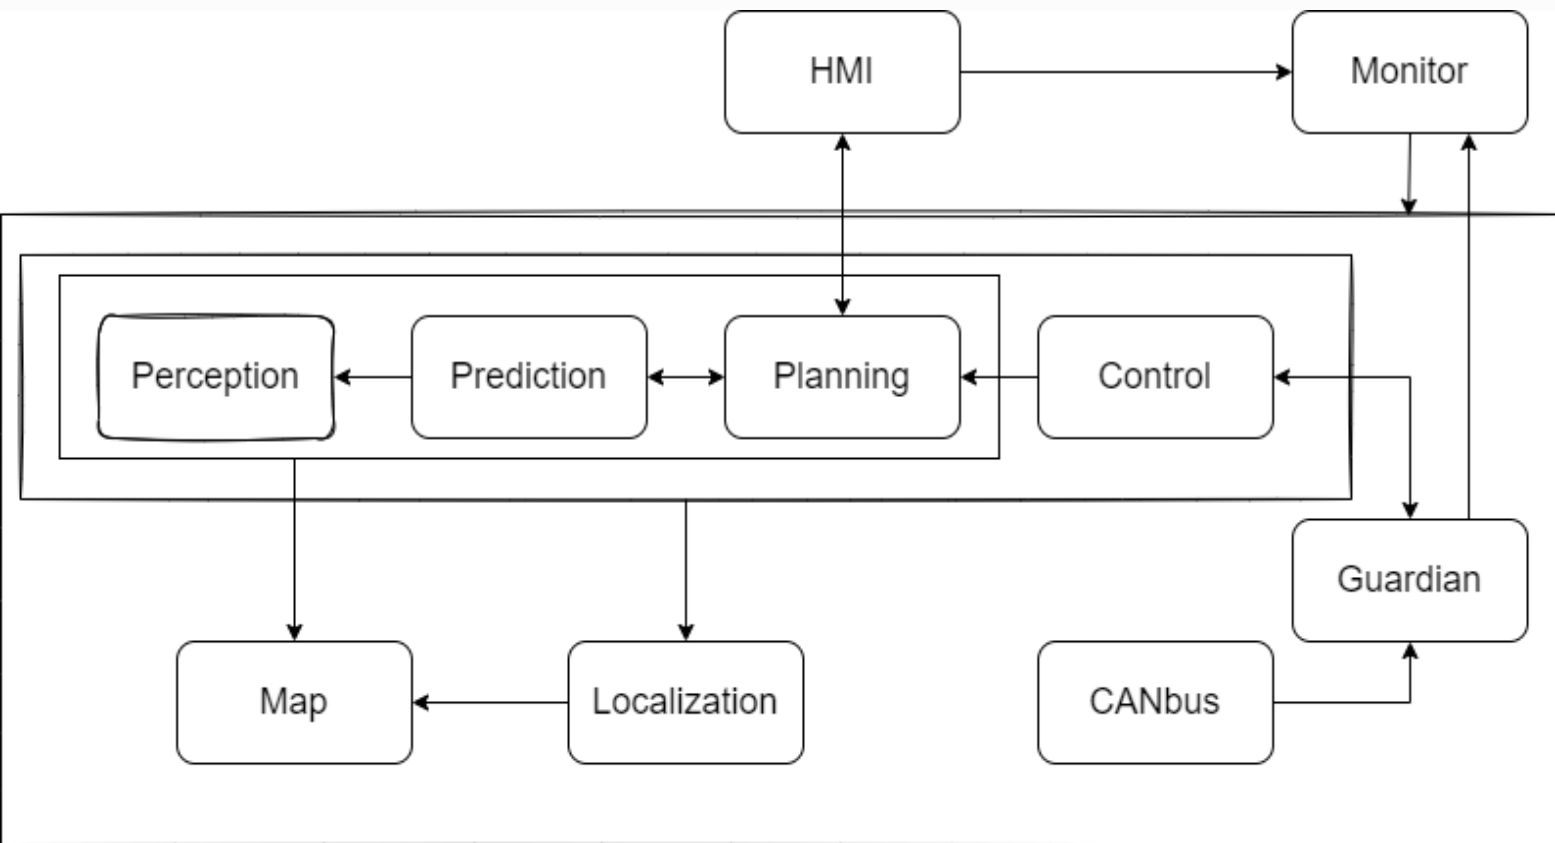 HMI
Monitor
Perception
Prediction
Planning
Control
Guardian
Map
Localization
CANbus